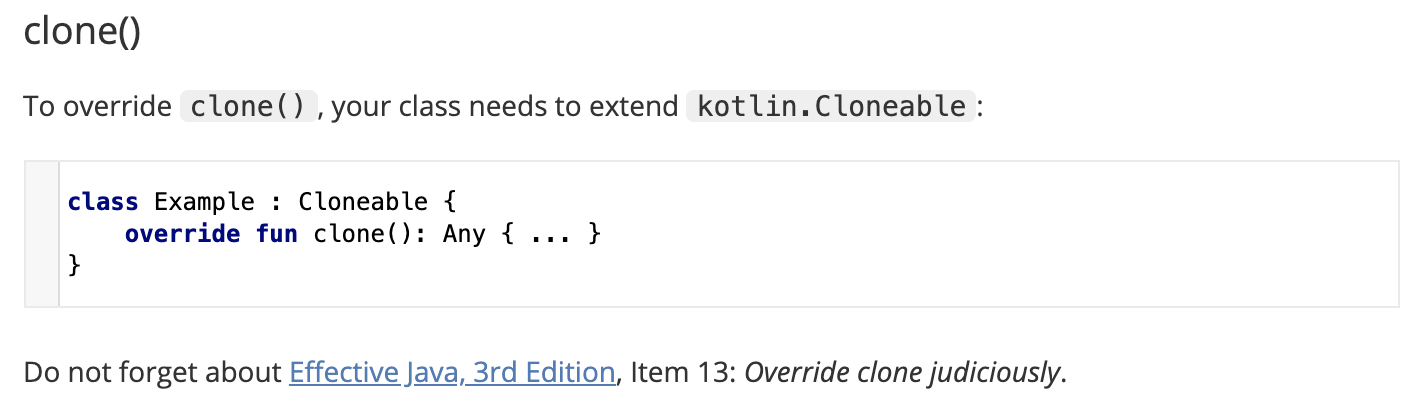 clone()
To override clone(), your class needs to extend kotlin.Cloneable:
class Example : Cloneable {
    override fun clone(): Any { ... }
}
Do not forget about Effective Java, 3rd Edition, Item 13: Override clone judiciously.